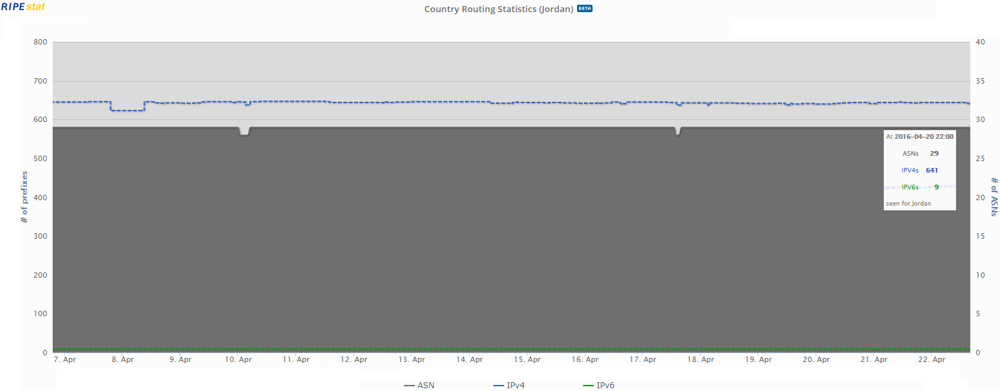 RIPEstat
Country Routing Statistics (Jordan) BETA
800
700
600
500
400
300
200
100
0
# of prefixes
40
35
30
25
20
15
10
5
0
# of ASNs
At 2016-04-20 22:00
ASNs 29
IPV4s 641
IPV6s 9
seen for Jordan
7. Apr 8. Apr 9. Apr 10. Apr 11. Apr 12. Apr 13. Apr 14. Apr 15. Apr 16. Apr 17. Apr 18. Apr 19. Apr 20. Apr 21. Apr 22. Apr
ASN IPv4 IPv6